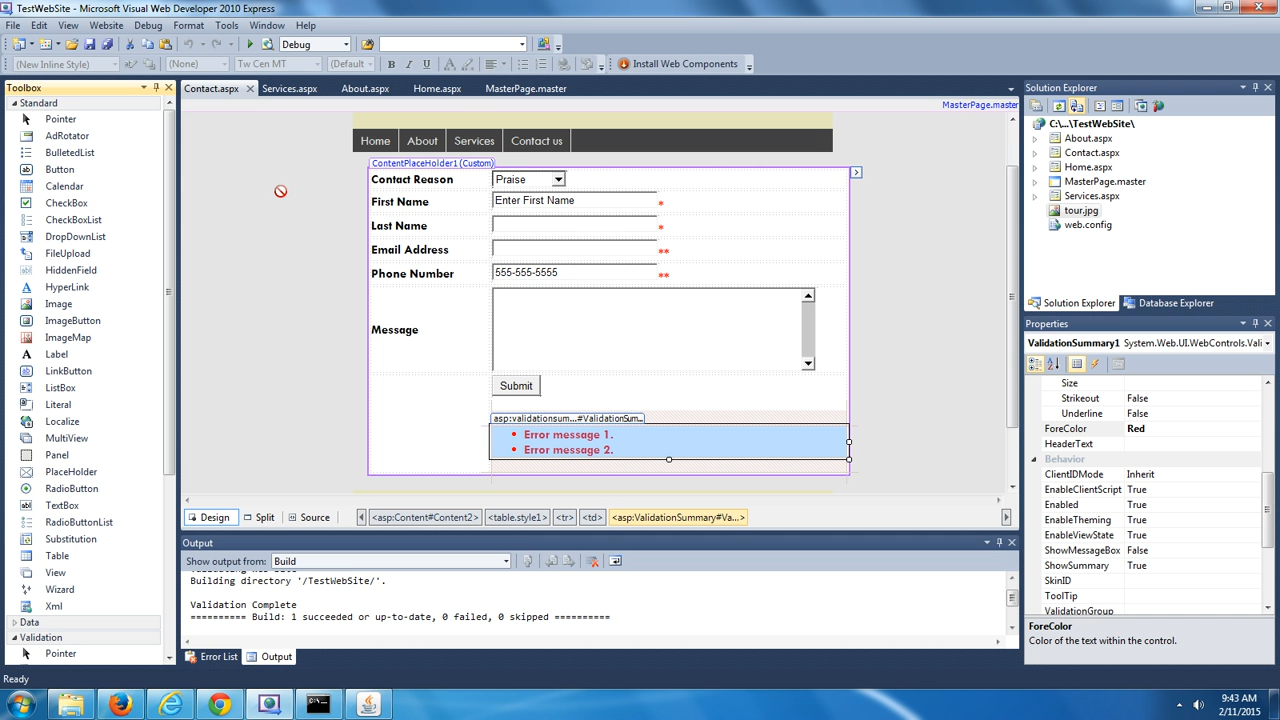 TestWebSite - Microsoft Visual Web Developer 2010 Express
File Edit View Website Debug Format Tools Window Help
Debug
(New Inline Style) (None) Tw Cen MT (Default B I U A Install Web Components
Toolbox
Standard
Pointer
AdRotator
BulletedList
Button
Calendar
CheckBox
CheckBoxList
DropDownList
FileUpload
HiddenField
HyperLink
Image
ImageButton
ImageMap
Label
LinkButton
ListBox
Literal
Localize
MultiView
Panel
PlaceHolder
RadioButton
TextBox
RadioButtonList
Substitution
Table
View
Wizard
Xml
Data
Validation
Pointer
Contact.aspx Services.aspx About.aspx Home.aspx MasterPage.master
MasterPage.master
Home About Services Contact us
ContentPlaceHolder1 (Custom)
Contact Reason Praise
First Name Enter First Name *
Last Name *
Email Address **
Phone Number 555-555-5555 **
Message
Submit
asp:validationsum...#ValidationSum...
Error message 1.
Error message 2.
Design Split Source <asp:Content#Content2> <table.style1> <tr> <td> <asp:ValidationSummary#Va...>
Output
Show output from: Build
Building directory '/TestWebSite/'.
Validation Complete
========== Build: 1 succeeded or up-to-date, 0 failed, 0 skipped ==========
Error List Output
Solution Explorer
C:\...\TestWebSite\
About.aspx
Contact.aspx
Home.aspx
MasterPage.master
Services.aspx
tour.jpg
web.config
Solution Explorer Database Explorer
Properties
ValidationSummary1 System.Web.UI.WebControls.Vali
Size
Strikeout False
Underline False
ForeColor Red
HeaderText
Behavior
ClientIDMode Inherit
EnableClientScript True
Enabled True
EnableTheming True
EnableViewState True
ShowMessageBox False
ShowSummary True
SkinID
ToolTip
ValidationGroup
ForeColor
Color of the text within the control.
Ready
9:43 AM
2/11/2015